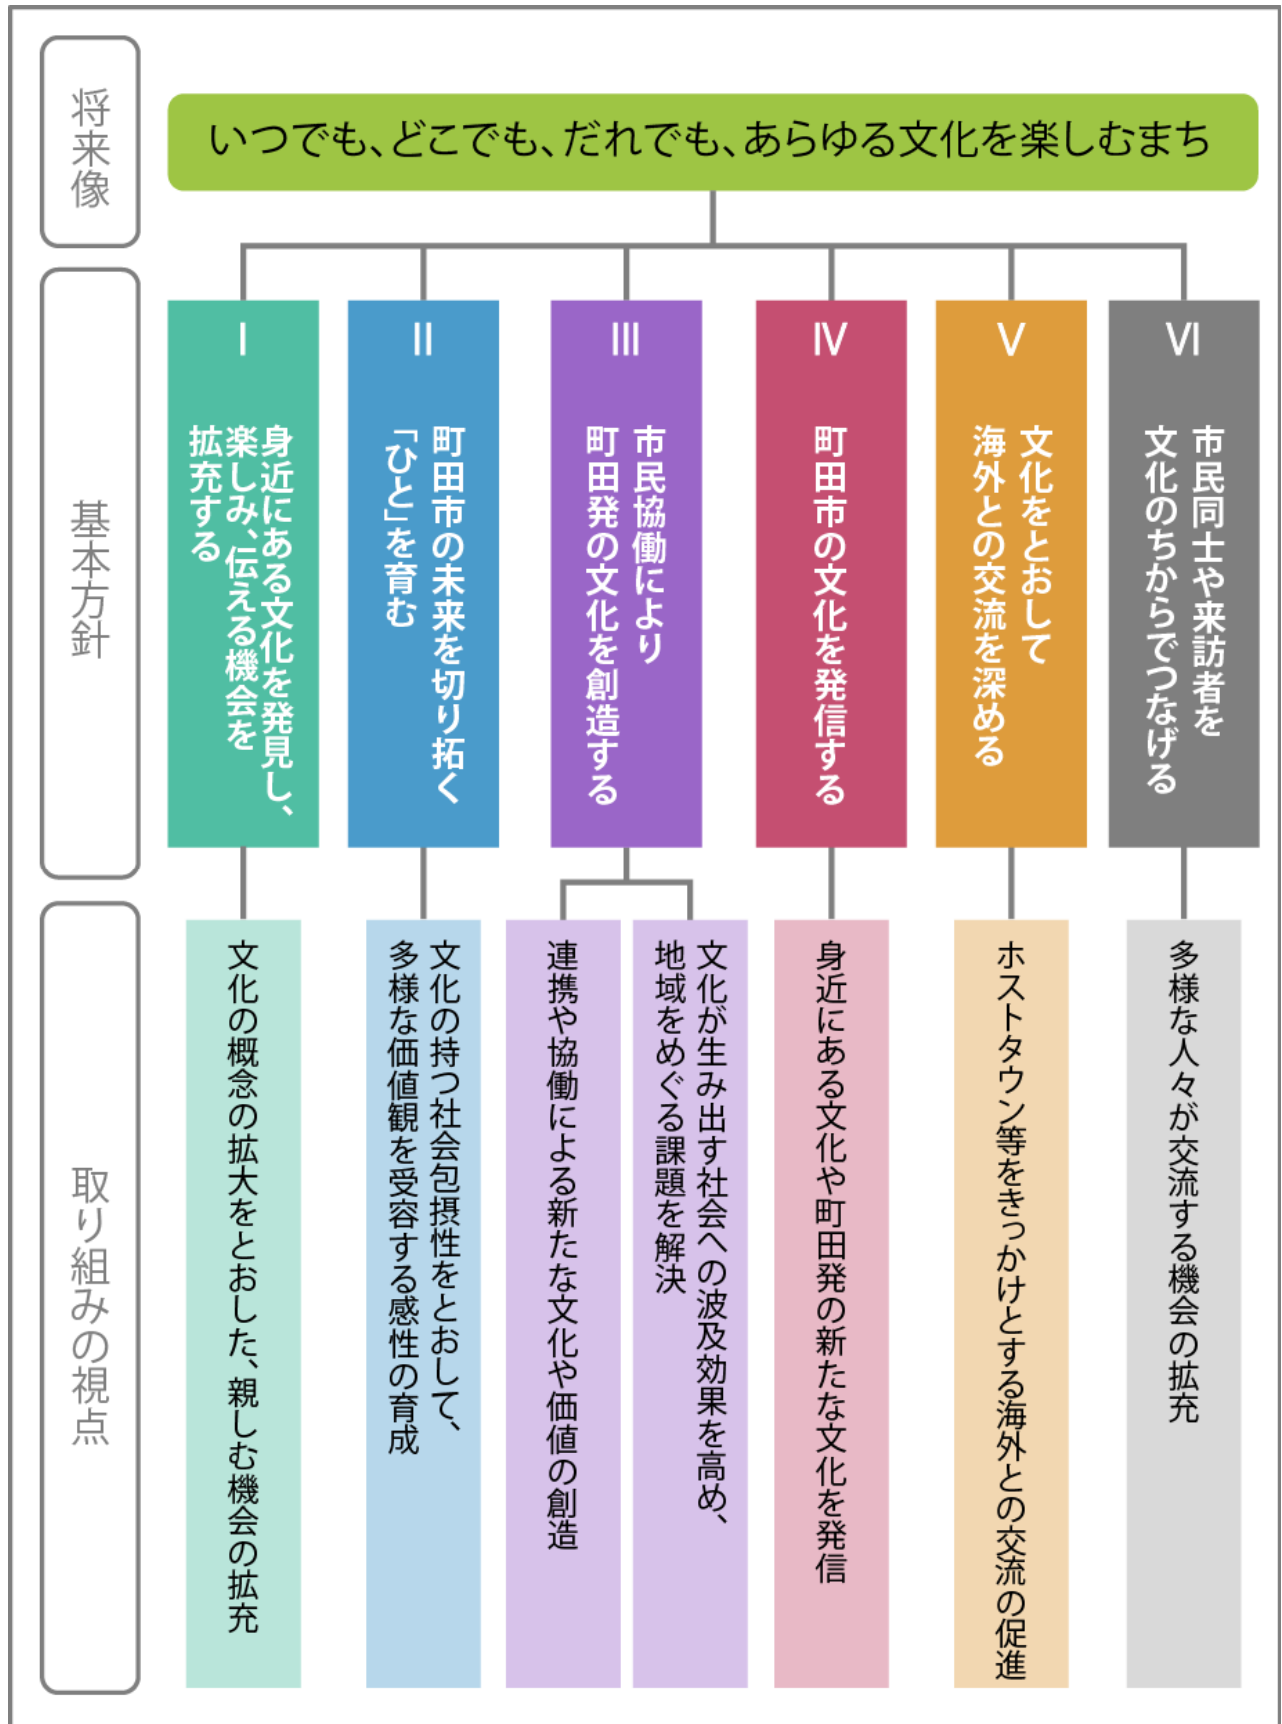 将来像
いつでも、どこでも、だれでも、あらゆる文化を楽しむまち
基本方針
Ⅰ
身近にある文化を発見し、
楽しみ、伝える機会を
拡充する
Ⅱ
町田市の未来を切り拓く
「ひと」を育む
Ⅲ
市民協働により
町田発の文化を創造する
Ⅳ
町田市の文化を発信する
Ⅴ
文化をとおして
海外との交流を深める
Ⅵ
市民同士や来訪者を
文化のちからでつなげる
取り組みの視点
文化の概念の拡大をとおした、親しむ機会の拡充
文化の持つ社会包摂性をとおして、
多様な価値観を受容する感性の育成
連携や協働による新たな文化や価値の創造
文化が生み出す社会への波及効果を高め、
地域をめぐる課題を解決
身近にある文化や町田発の新たな文化を発信
ホストタウン等をきっかけとする海外との交流の促進
多様な人々が交流する機会の拡充